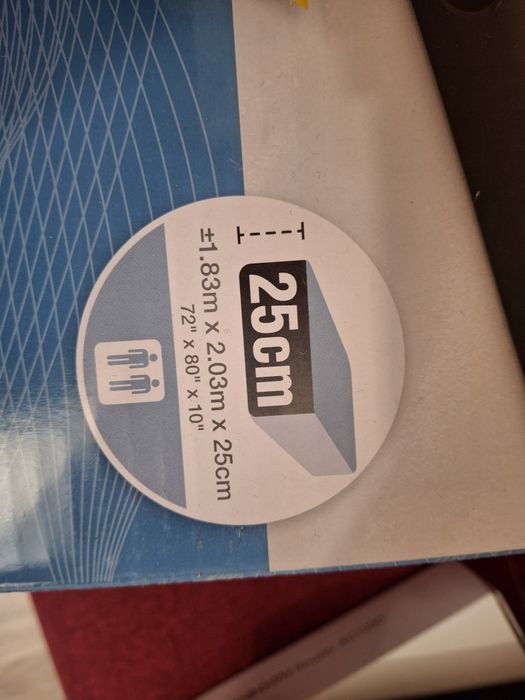 25cm
±1.83m x 2.03m x 25cm
72" x 80" x 10"